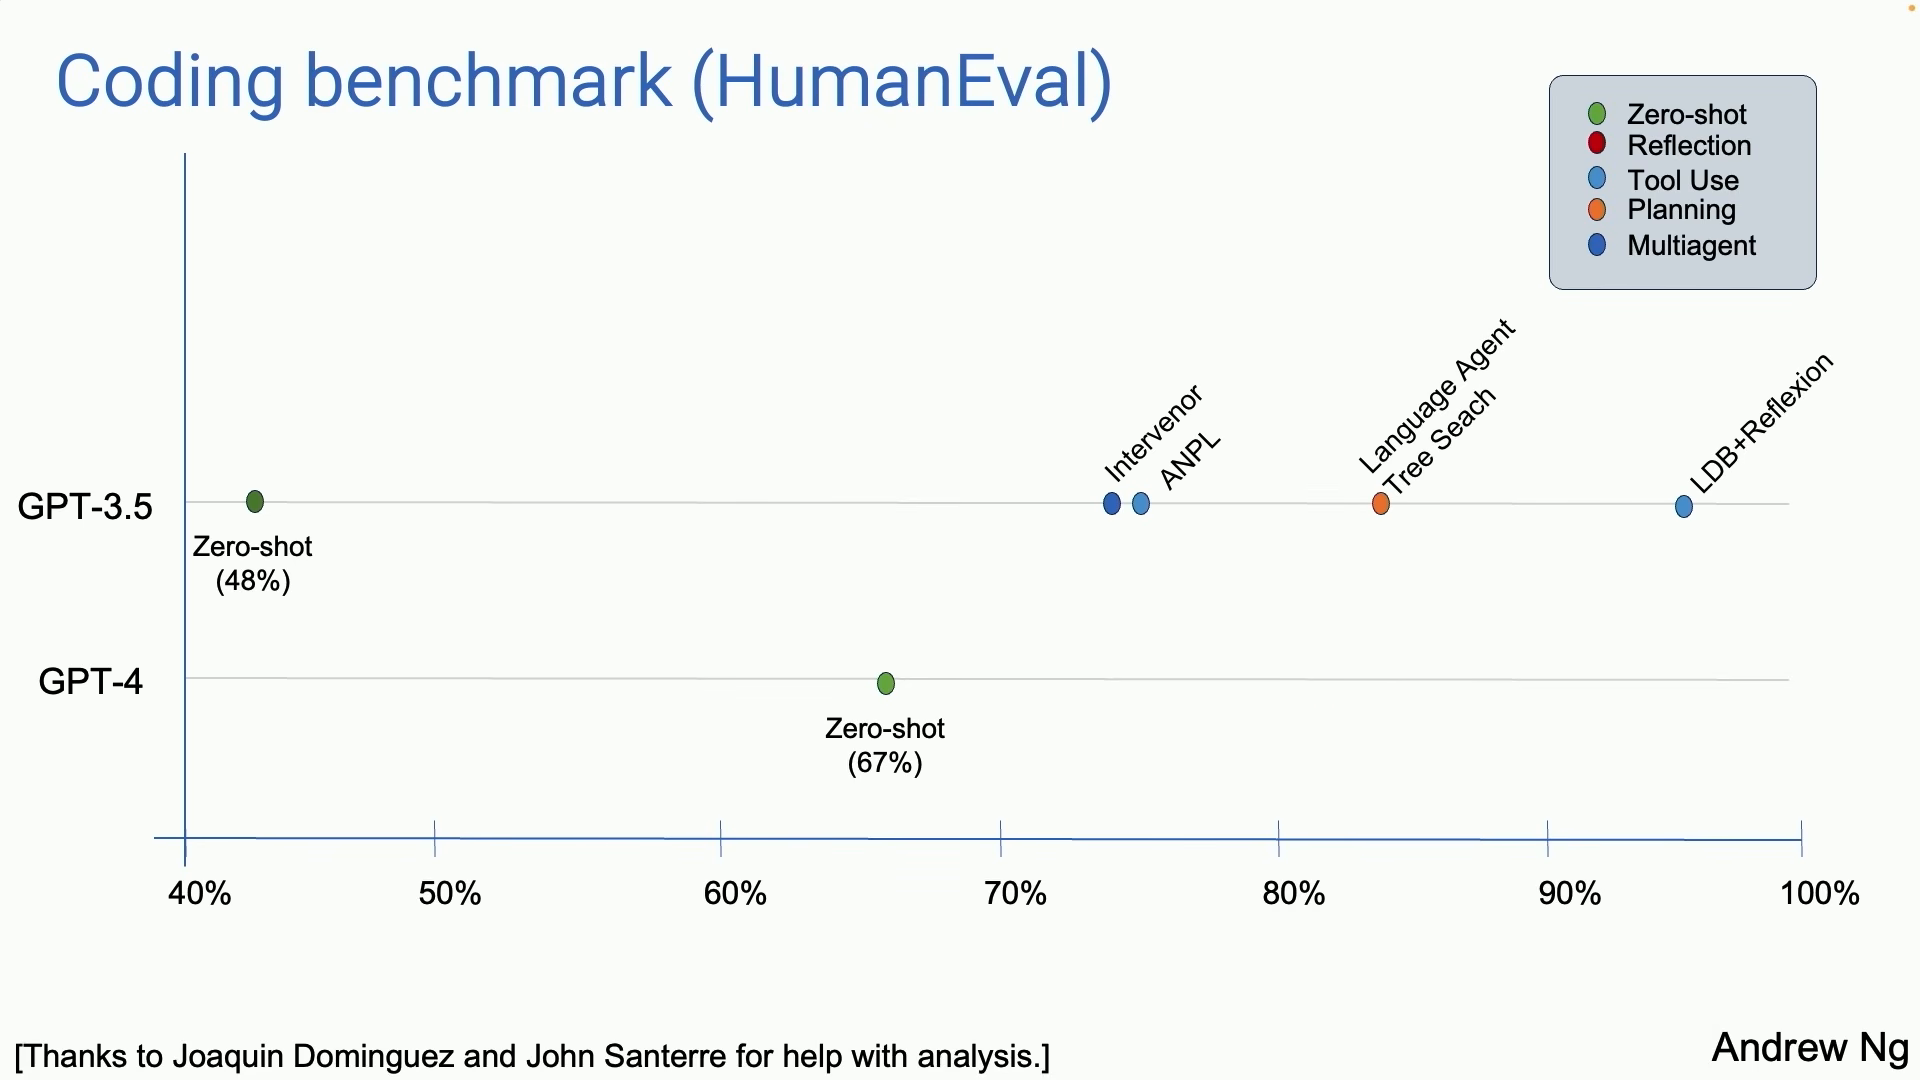 Coding benchmark (HumanEval)
Zero-shot
Reflection
Tool Use
Planning
Multiagent
Language Agent
Tree Seach
LDB+Reflexion
Intervenor
ANPL
GPT-3.5
Zero-shot
(48%)
GPT-4
Zero-shot
(67%)
40%
50%
60%
70%
80%
90%
100%
[Thanks to Joaquin Dominguez and John Santerre for help with analysis.]
Andrew Ng